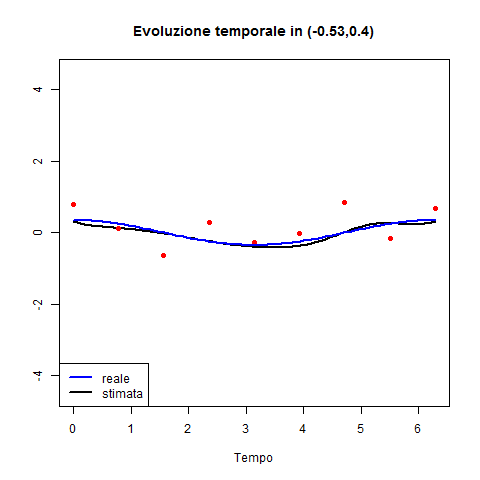 Evoluzione temporale in (-0.53,0.4)
4
2
0
-2
-4
reale
stimata
0 1 2 3 4 5 6
Tempo